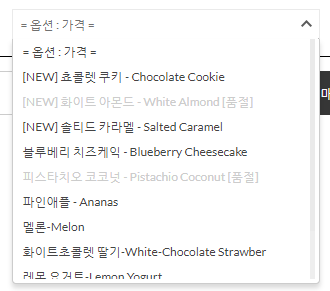 = 옵션 : 가격 =
= 옵션 : 가격 =
[NEW] 쵸콜렛 쿠키 - Chocolate Cookie
[NEW] 화이트 아몬드 - White Almond [품절]
[NEW] 솔티드 카라멜 - Salted Caramel
블루베리 치즈케익 - Blueberry Cheesecake
피스타치오 코코넛 - Pistachio Coconut [품절]
파인애플 - Ananas
멜론-Melon
화이트초콜렛 딸기-White-Chocolate Strawber
레몬 요거트-Lemon Yogurt